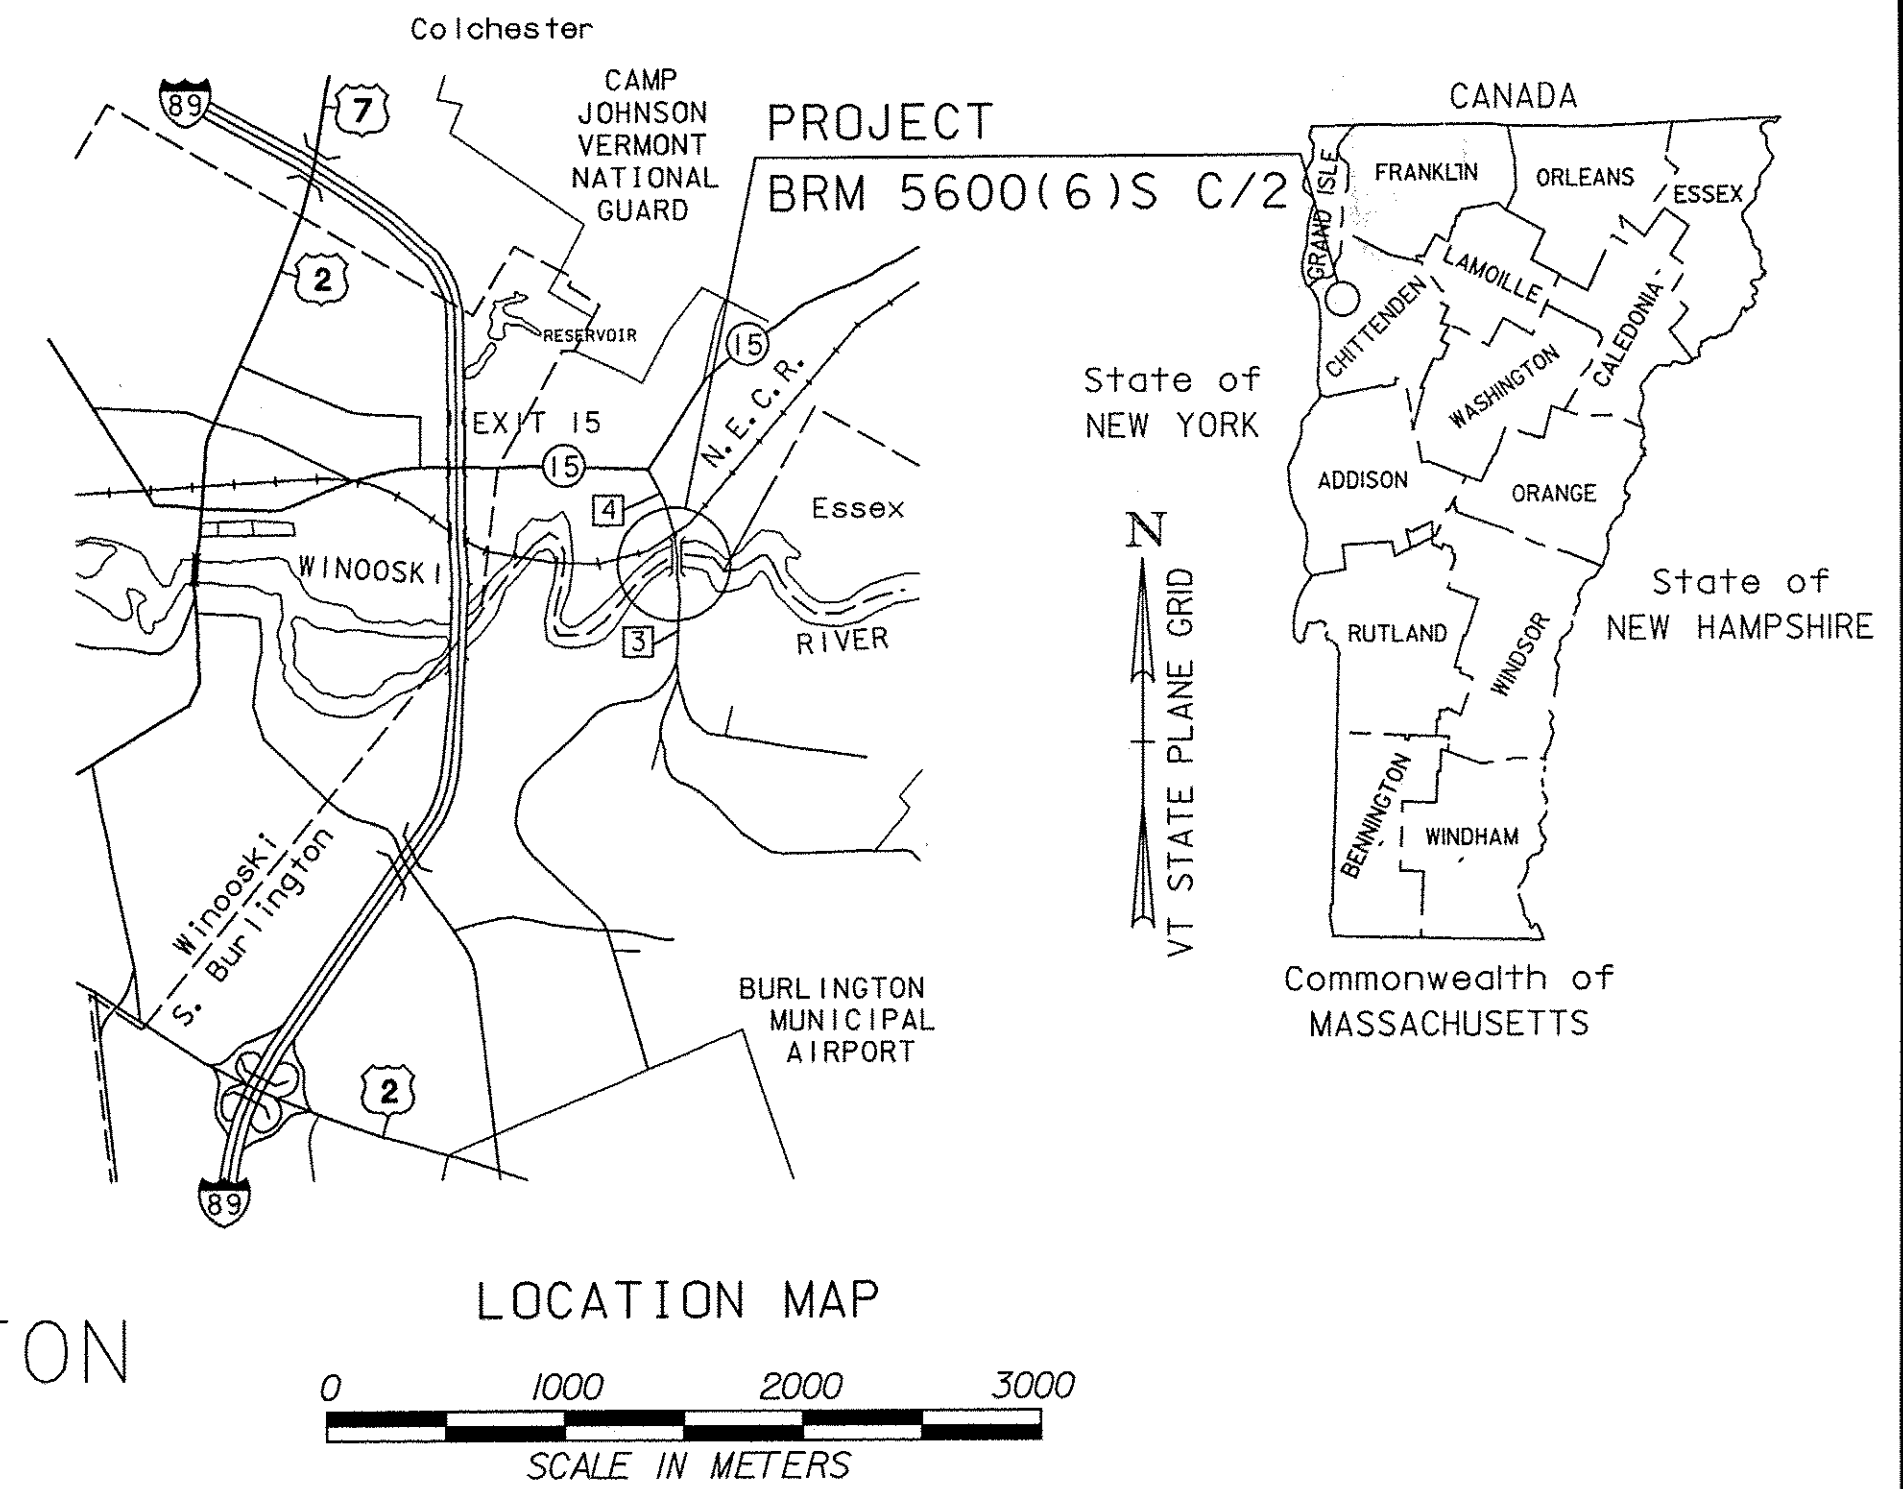 Colchester
89
7
CAMP
JOHNSON
VERMONT
NATIONAL
GUARD
PROJECT
BRM 5600(6)S C/2
2
RESERVOIR
15
EXIT 15
N.E.C.R.
15
4
Essex
WINOOSKI
3
RIVER
Winooski
S. Burlington
BURLINGTON
MUNICIPAL
AIRPORT
2
89
CANADA
GRAND ISLE
FRANKLIN
ORLEANS
ESSEX
LAMOILLE
CHITTENDEN
CALEDONIA
WASHINGTON
State of
NEW YORK
ADDISON
ORANGE
N
VT STATE PLANE GRID
State of
NEW HAMPSHIRE
RUTLAND
WINDSOR
BENNINGTON
WINDHAM
Commonwealth of
MASSACHUSETTS
LOCATION MAP
TON
0 1000 2000 3000
SCALE IN METERS